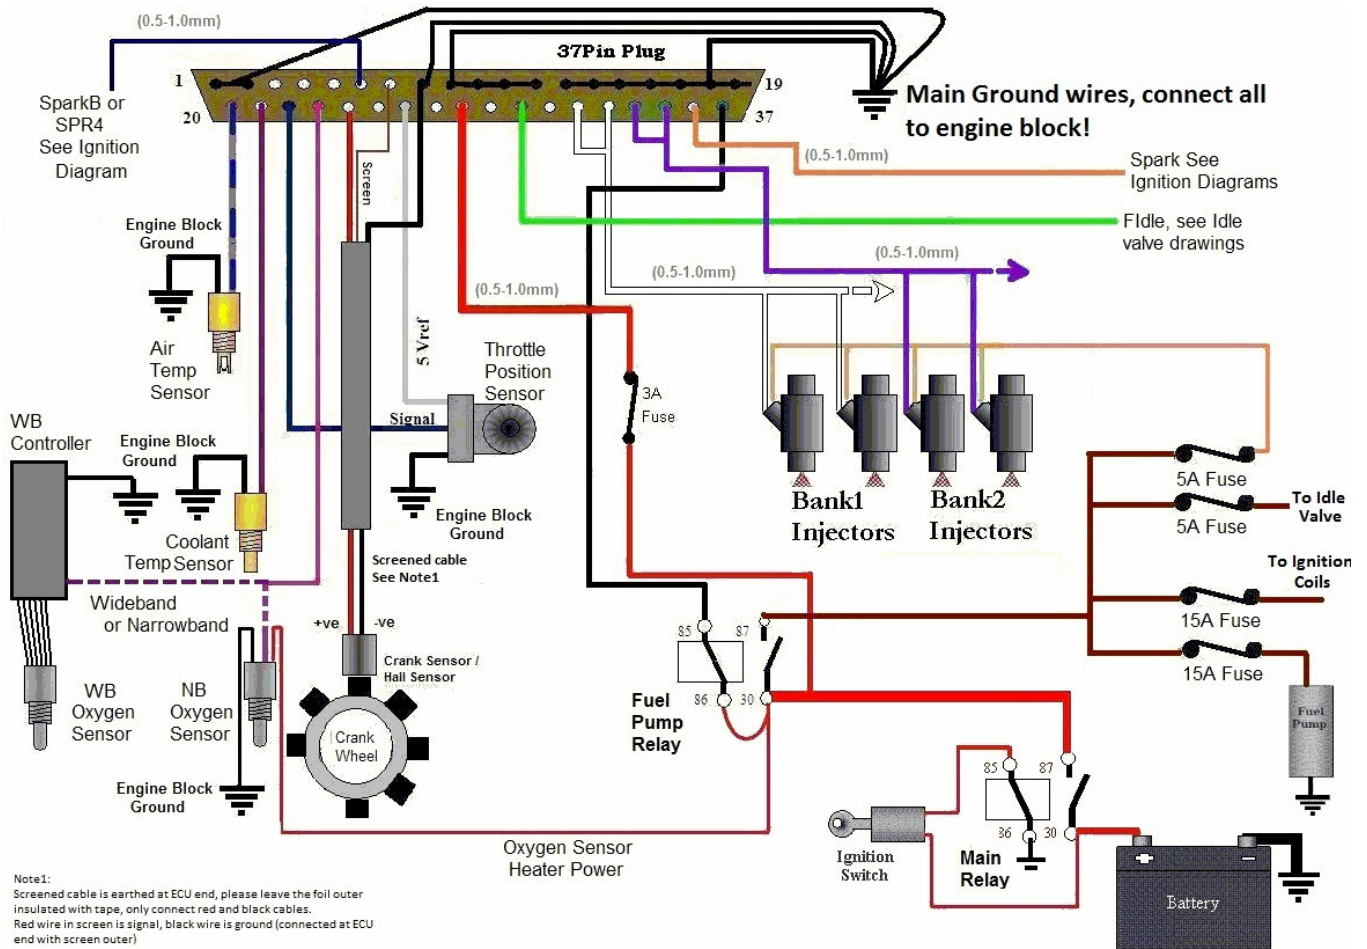 (0.5-1.0mm)
37Pin Plug
1
19
20
37
SparkB or
SPR4
See Ignition
Diagram
Main Ground wires, connect all
to engine block!
(0.5-1.0mm)
Spark See
Ignition Diagrams
Screen
FIdle, see Idle
valve drawings
Engine Block
Ground
(0.5-1.0mm)
(0.5-1.0mm)
(0.5-1.0mm)
Air
Temp
Sensor
5 Vref
Throttle
Position
Sensor
Signal
3A
Fuse
WB
Controller
Engine Block
Ground
Engine Block
Ground
Bank1
Injectors
Bank2
Injectors
5A Fuse
To Idle
Valve
5A Fuse
Coolant
Temp Sensor
Screened cable
See Note1
To Ignition
Coils
15A Fuse
15A Fuse
Wideband
or Narrowband
+ve
-ve
Crank Sensor /
Hall Sensor
85
87
86
30
Fuel
Pump
Relay
WB
Oxygen
Sensor
NB
Oxygen
Sensor
Crank
Wheel
Fuel
Pump
Engine Block
Ground
85
87
36
30
Ignition
Switch
Main
Relay
Oxygen Sensor
Heater Power
+
-
Battery
Note1:
Screened cable is earthed at ECU end, please leave the foil outer
insulated with tape, only connect red and black cables.
Red wire in screen is signal, black wire is ground (connected at ECU
end with screen outer)